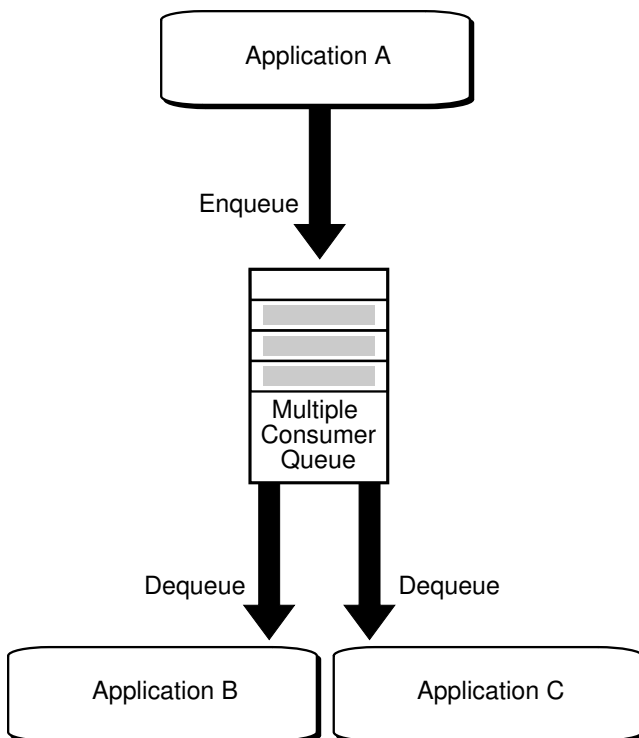 Application A
Enqueue
Multiple
Consumer
Queue
Dequeue
Dequeue
Application B
Application C